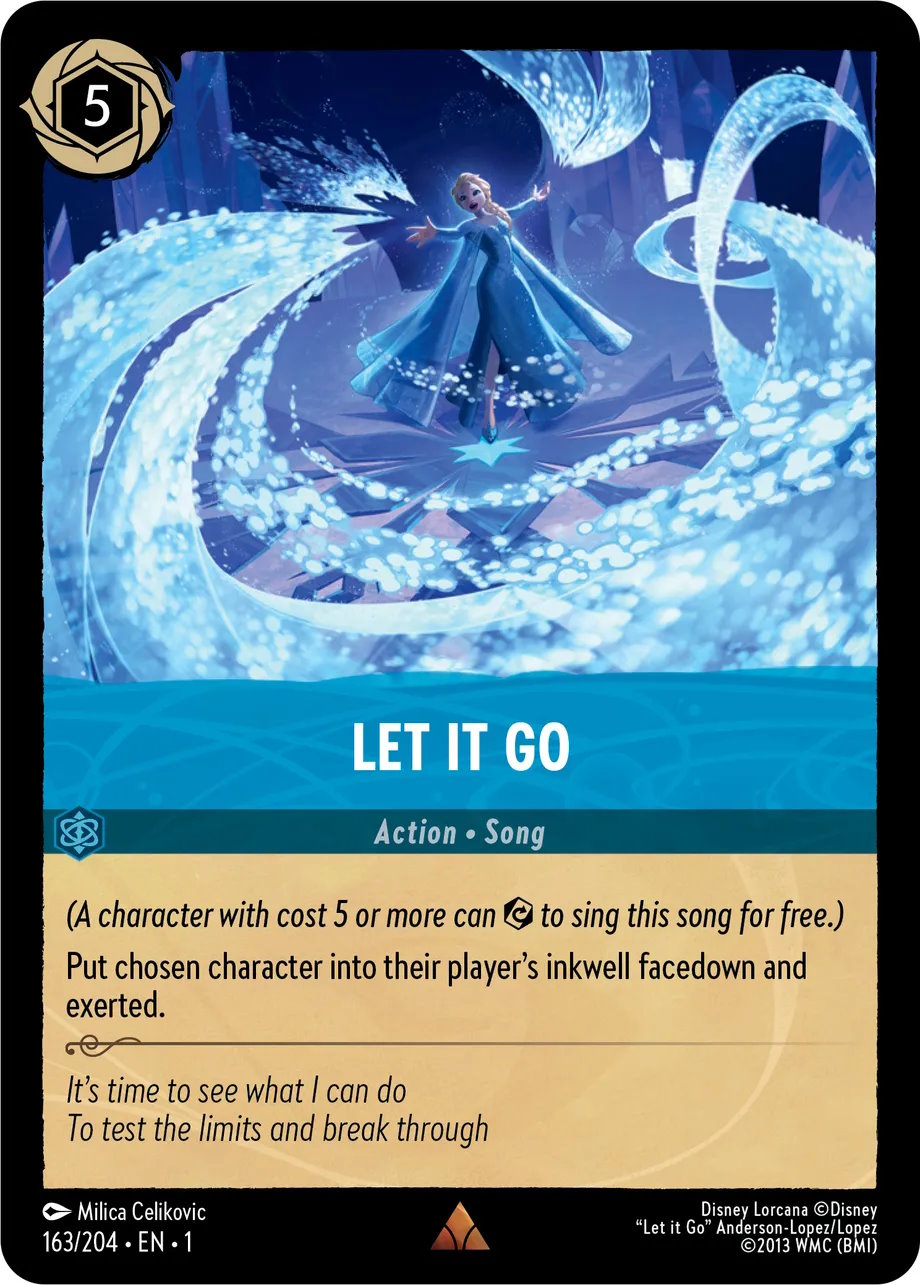 5
LET IT GO
Action • Song
(A character with cost 5 or more can to sing this song for free.)
Put chosen character into their player's inkwell facedown and
exerted.
It's time to see what I can do
To test the limits and break through
Milica Celikovic
163/204 • EN • 1
Disney Lorcana ©Disney
“Let it Go” Anderson-Lopez/Lopez
©2013 WMC (BMI)